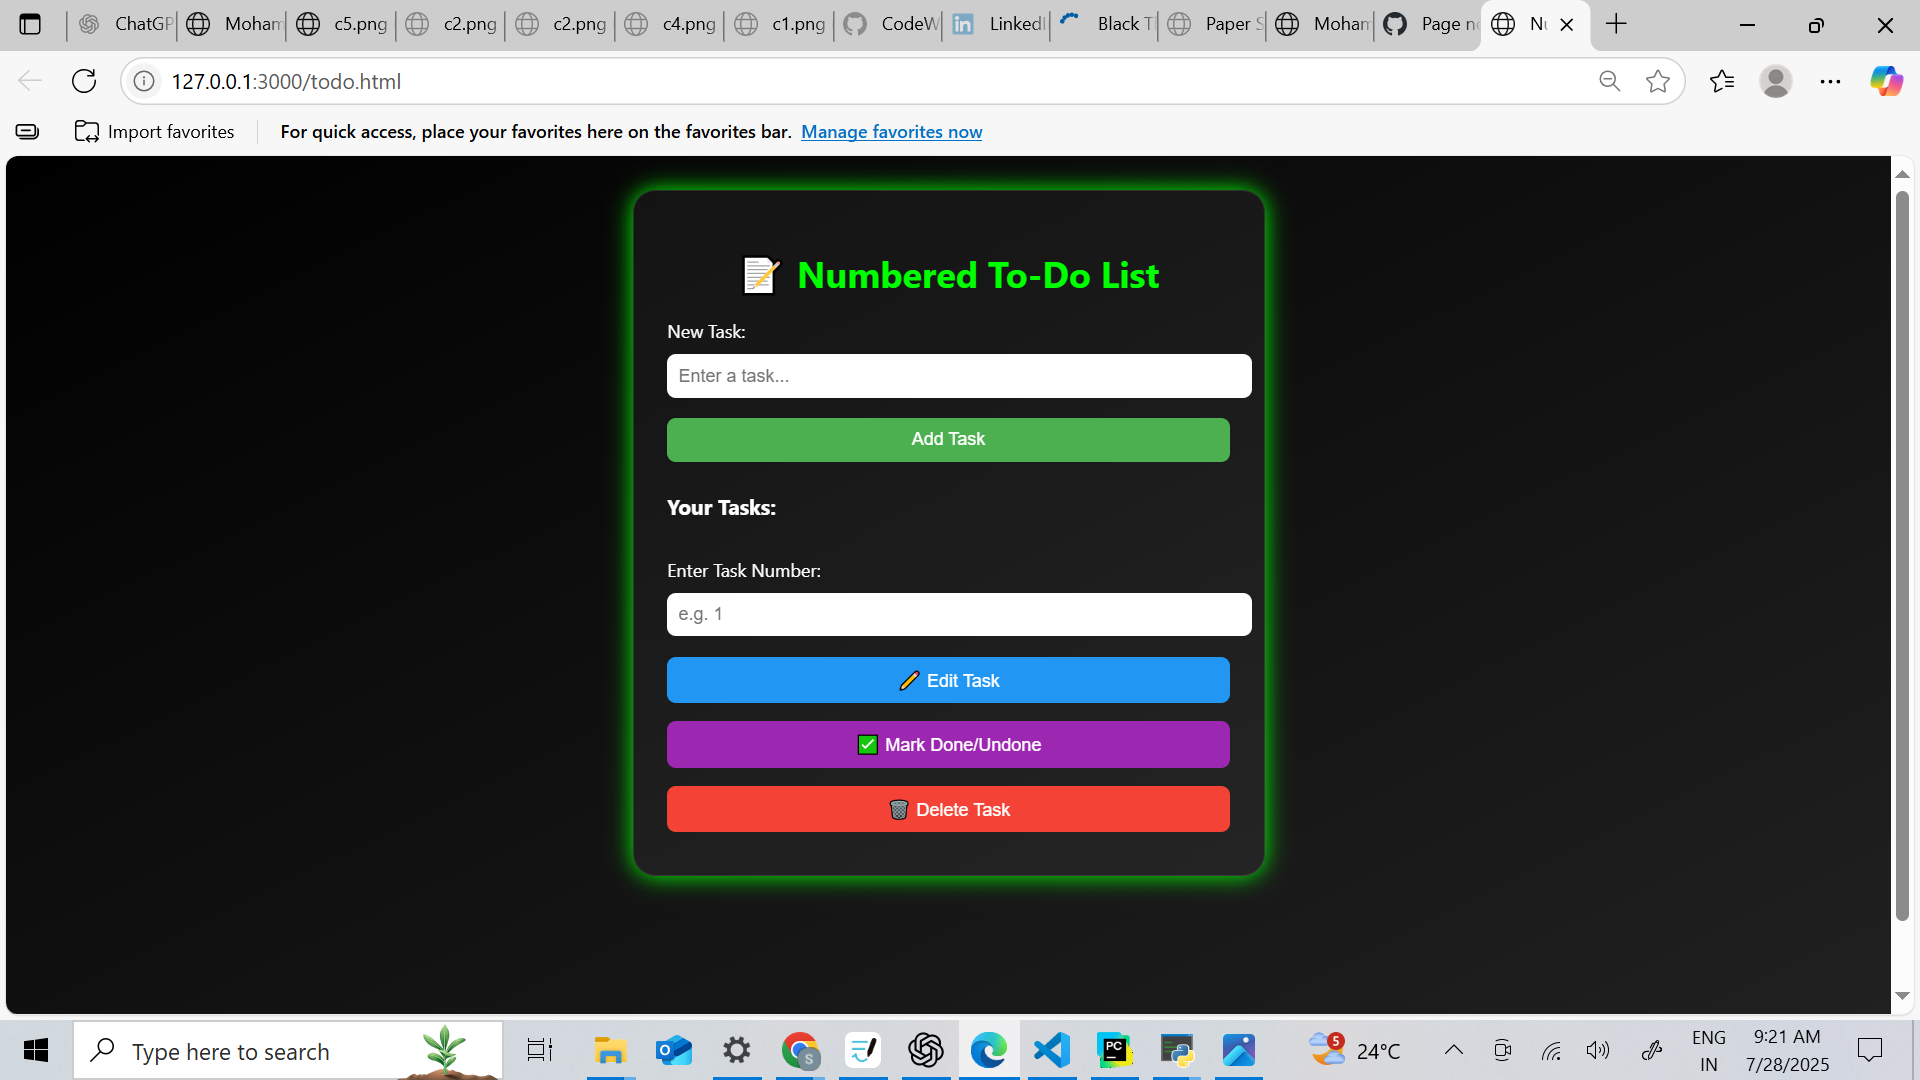 ChatGP
Moham
c5.png
c2.png
c2.png
c4.png
c1.png
CodeW
LinkedI
Black T
Paper S
Moham
Page n
Nu
127.0.0.1:3000/todo.html
Import favorites
For quick access, place your favorites here on the favorites bar. Manage favorites now
Numbered To-Do List
New Task:
Enter a task...
Add Task
Your Tasks:
Enter Task Number:
e.g. 1
Edit Task
Mark Done/Undone
Delete Task
Type here to search
S
PC
5
24°C
ENG
IN
9:21 AM
7/28/2025